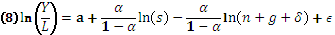 (8) ln(Y/L) = a + α/(1 − α) ln(s) − α/(1 − α) ln(n + g + δ) + ϵ